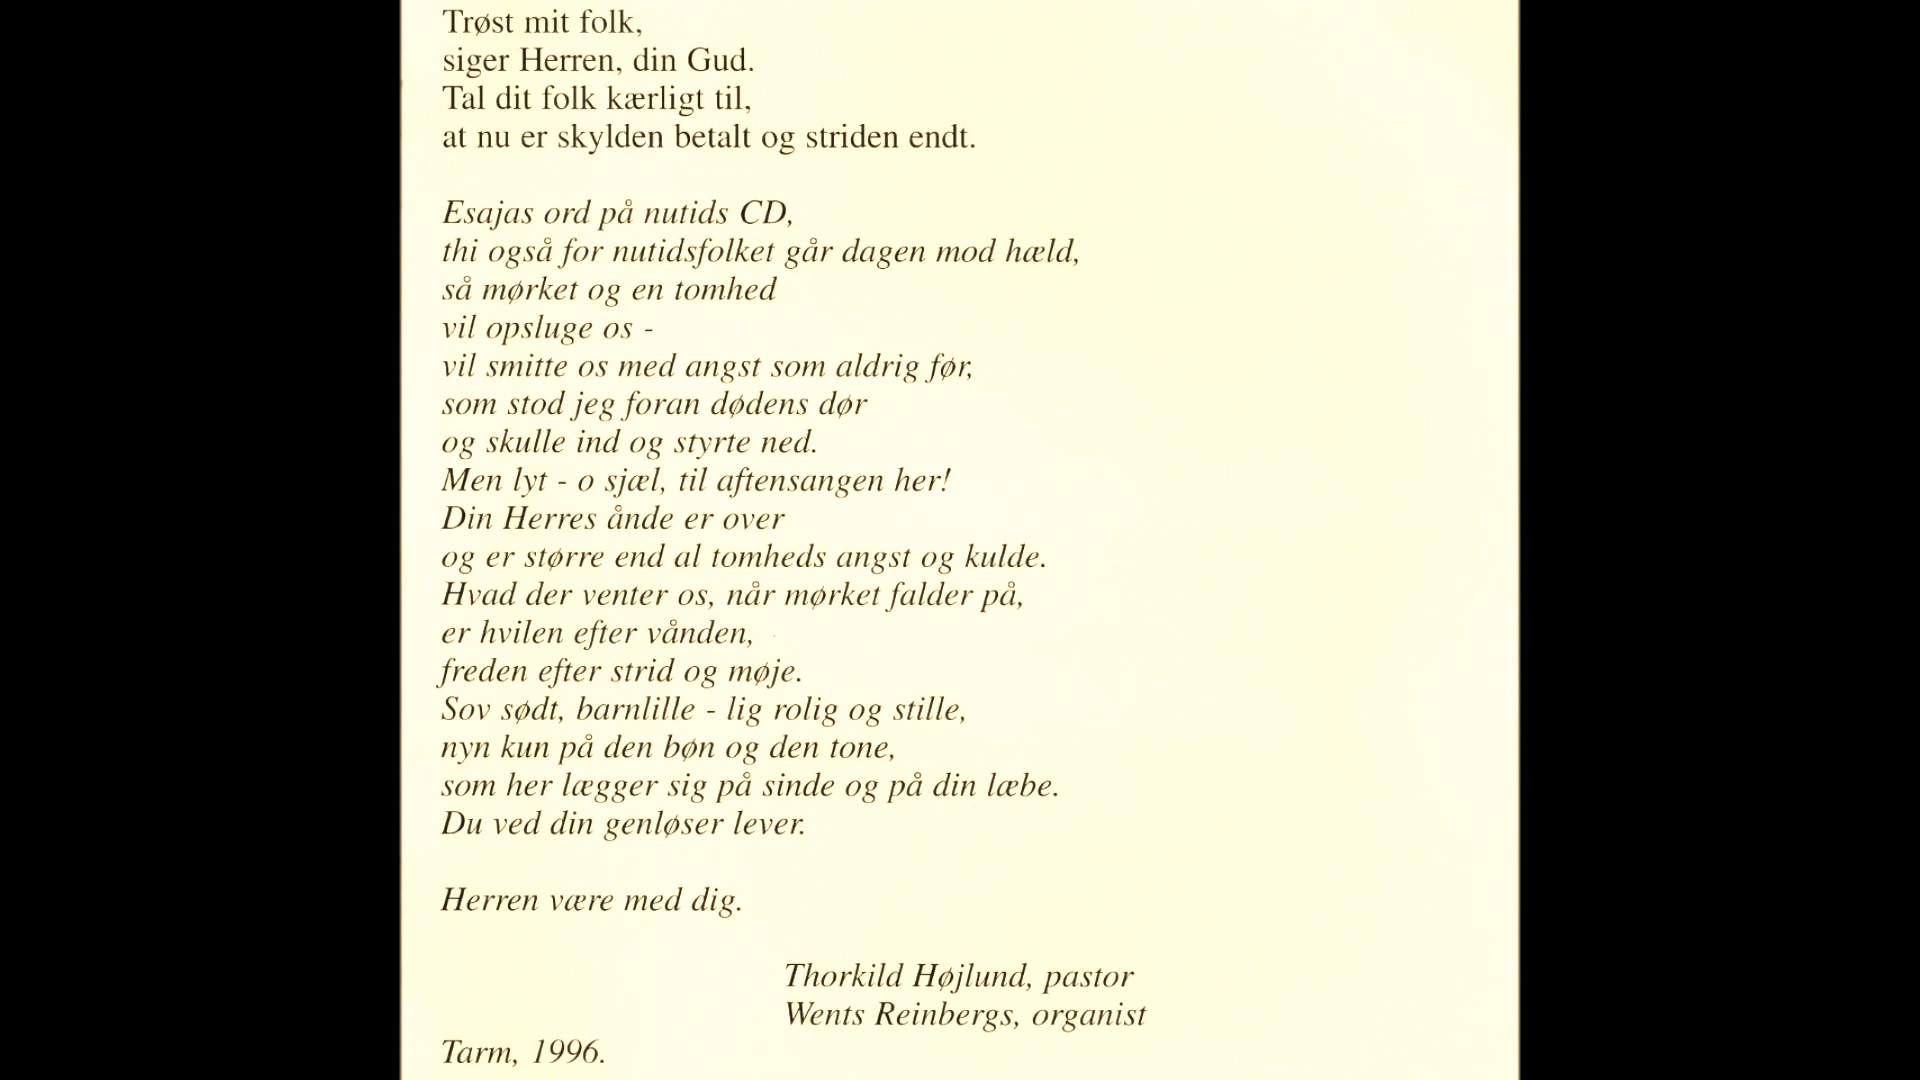 Trøst mit folk,
siger Herren, din Gud.
Tal dit folk kærligt til,
at nu er skylden betalt og striden endt.
Esajas ord på nutids CD,
thi også for nutidsfolket går dagen mod hæld,
så mørket og en tomhed
vil opsluge os -
vil smitte os med angst som aldrig før,
som stod jeg foran dødens dør
og skulle ind og styrte ned.
Men lyt - o sjæl, til aftensangen her!
Din Herres ånde er over
og er større end al tomheds angst og kulde.
Hvad der venter os, når mørket falder på,
er hvilen efter vånden,
freden efter strid og møje.
Sov sødt, barnlille - lig rolig og stille,
nyn kun på den bøn og den tone,
som her lægger sig på sinde og på din læbe.
Du ved din genløser lever.
Herren være med dig.
Thorkild Højlund, pastor
Wents Reinbergs, organist
Tarm, 1996.